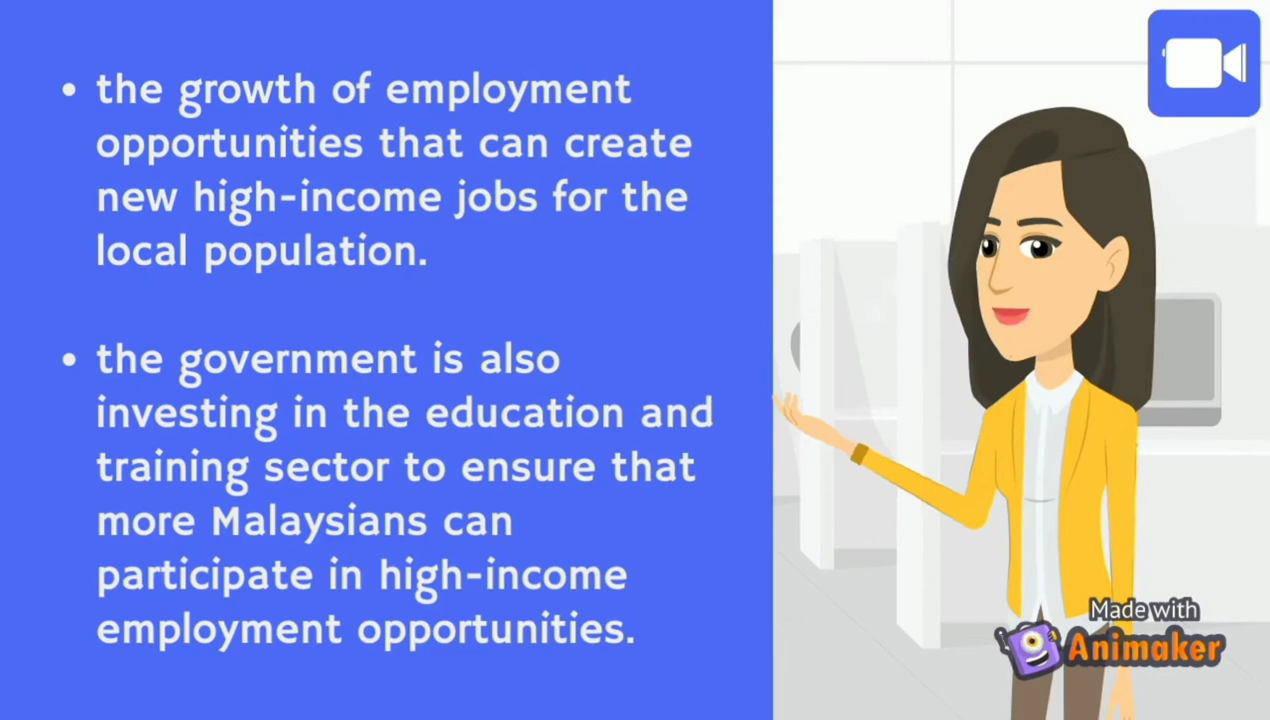 • the growth of employment
opportunities that can create
new high-income jobs for the
local population.
• the government is also
investing in the education and
training sector to ensure that
more Malaysians can
participate in high-income
employment opportunities.
Made with
Animaker